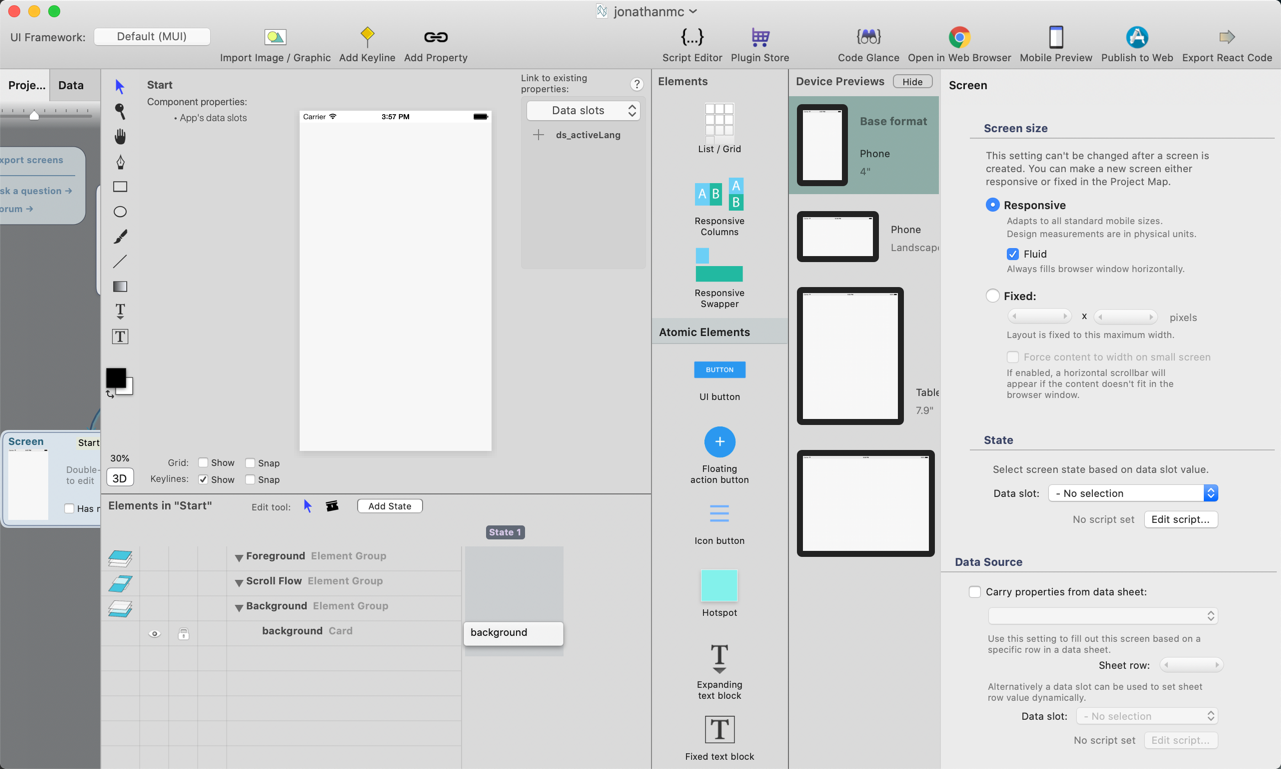 jonathanmc
UI Framework: Default (MUI)
Import Image / Graphic
Add Keyline
Add Property
Script Editor
Plugin Store
Code Glance
Open in Web Browser
Mobile Preview
Publish to Web
Export React Code
Proje...
Data
xport screens
sk a question →
orum →
Screen
Start
Double-
to edit
Has r
Start
Component properties:
• App's data slots
Carrier
3:57 PM
Link to existing
properties:
?
Data slots
ds_activeLang
30%
3D
Grid: Show Snap
Keylines: Show Snap
Elements in "Start"
Edit tool:
Add State
State 1
Foreground Element Group
Scroll Flow Element Group
Background Element Group
background Card
background
Elements
List / Grid
A B
A
B
Responsive
Columns
Responsive
Swapper
Atomic Elements
BUTTON
UI button
Floating
action button
Icon button
Hotspot
Expanding
text block
Fixed text block
Device Previews
Hide
Base format
Phone
4"
Phone
Landscape
Table
7.9"
Screen
Screen size
This setting can't be changed after a screen is
created. You can make a new screen either
responsive or fixed in the Project Map.
Responsive
Adapts to all standard mobile sizes.
Design measurements are in physical units.
Fluid
Always fills browser window horizontally.
Fixed:
x
pixels
Layout is fixed to this maximum width.
Force content to width on small screen
If enabled, a horizontal scrollbar will
appear if the content doesn't fit in the
browser window.
State
Select screen state based on data slot value.
Data slot: - No selection
No script set Edit script...
Data Source
Carry properties from data sheet:
Use this setting to fill out this screen based on a
specific row in a data sheet.
Sheet row:
Alternatively a data slot can be used to set sheet
row value dynamically.
Data slot: - No selection
No script set Edit script...